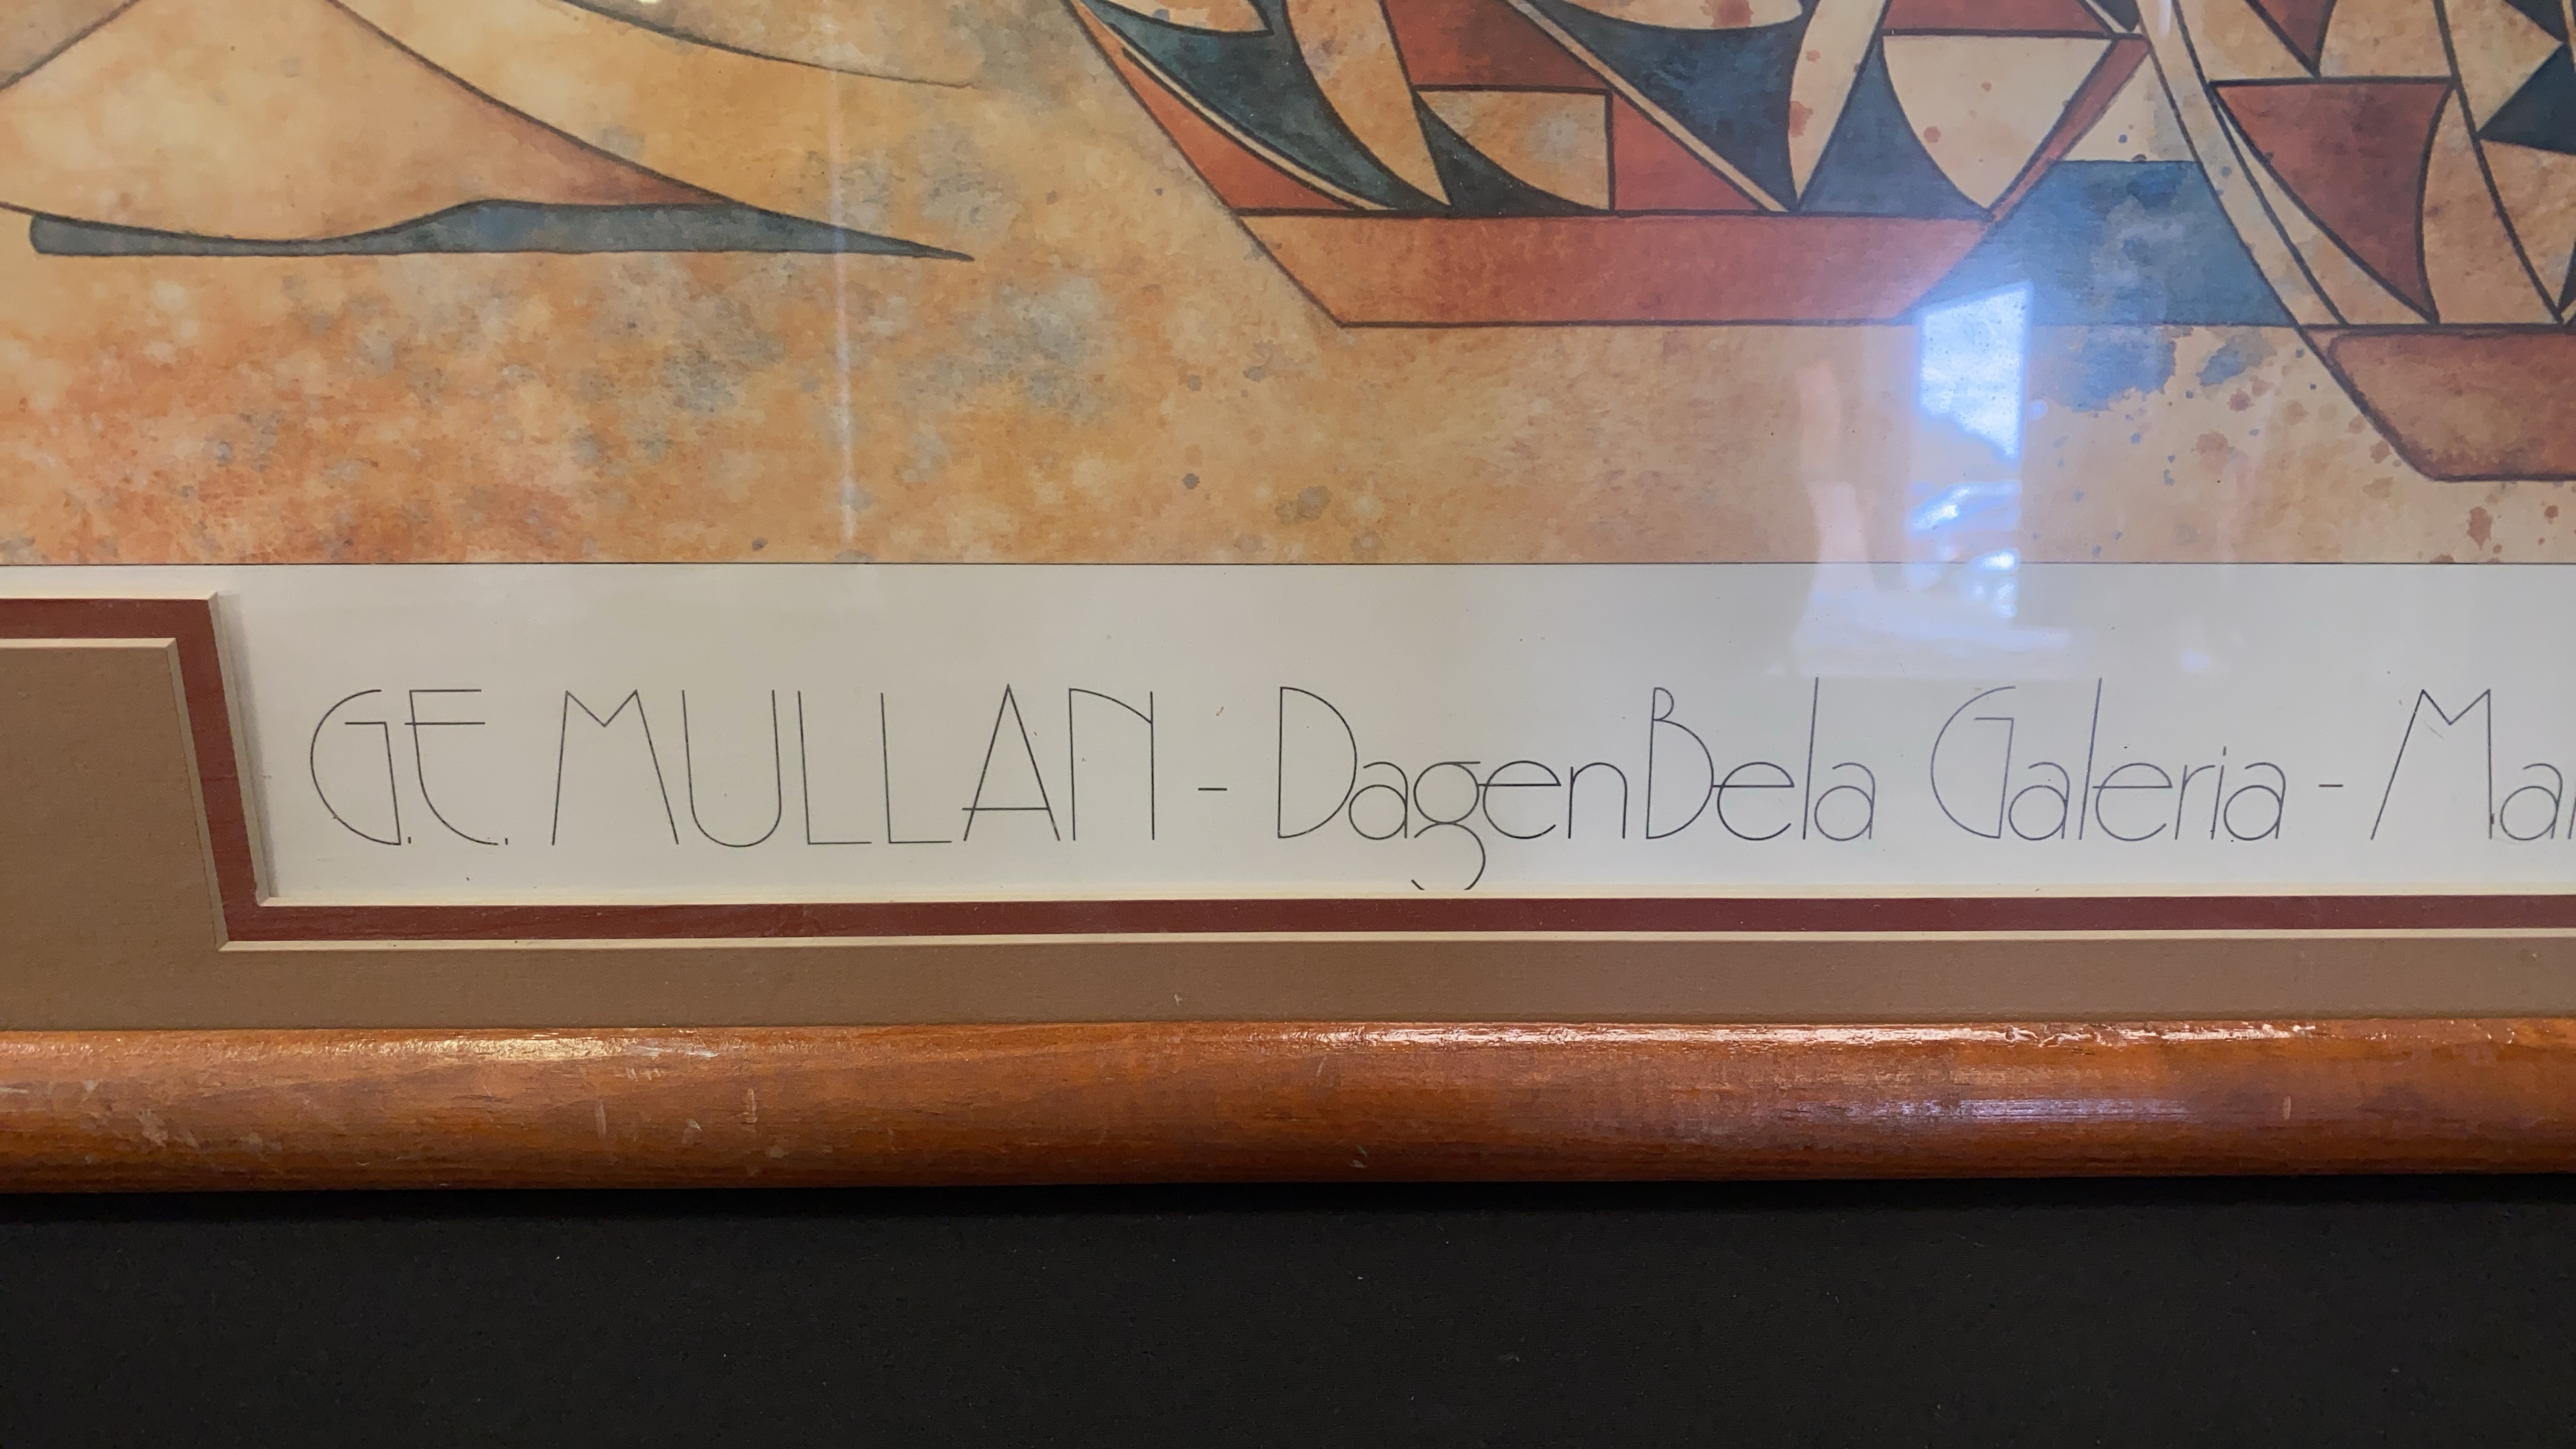 G.E. MULLAN - DagenBela Galeria -